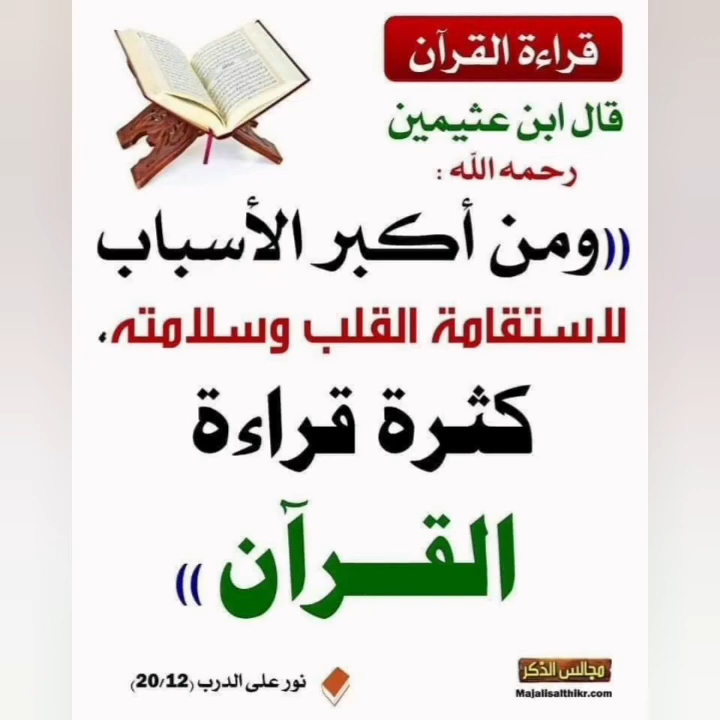 قراءة القرآن
قال ابن عثيمين
رحمه الله :
((ومن أكبر الأسباب
لاستقامة القلب وسلامته،
كثرة قراءة
القرآن ))
نور على الدرب (20/12)
مجالس الذكر
Majalisalthikr.com